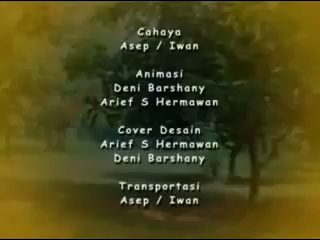 Cahaya
Asep / Iwan
Animasi
Deni Barshany
Arief S Hermawan
Cover Desain
Arief S Hermawan
Deni Barshany
Transportasi
Asep / Iwan